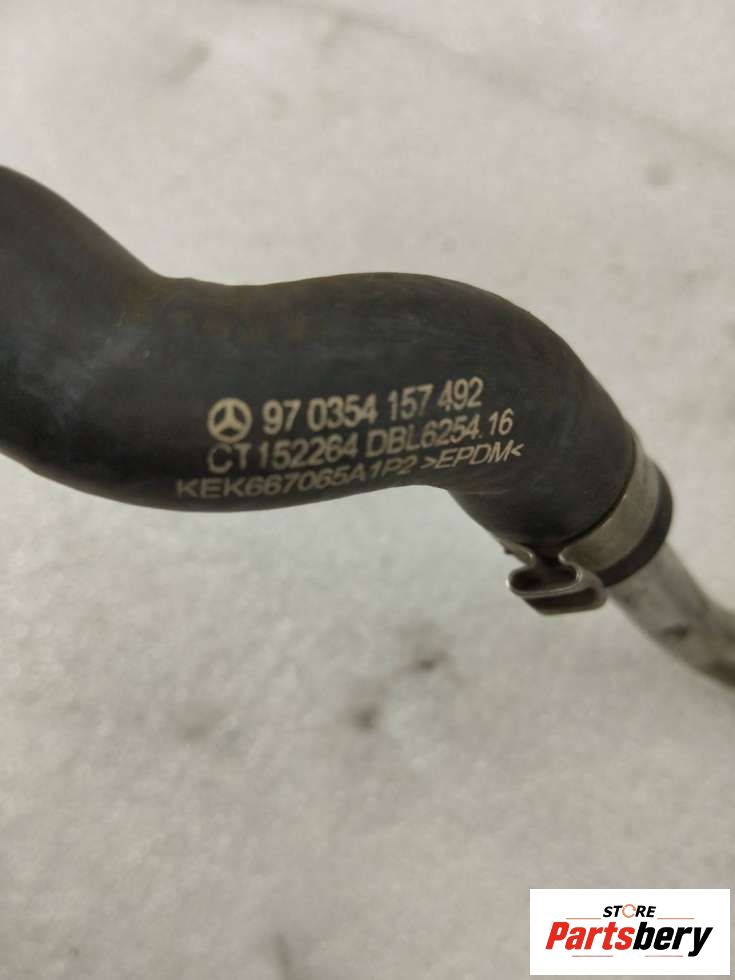 97 0354 157 492
CT 152264 DBL6254.16
KEK667065A1P2 >EPDM<
STORE
Partsbery